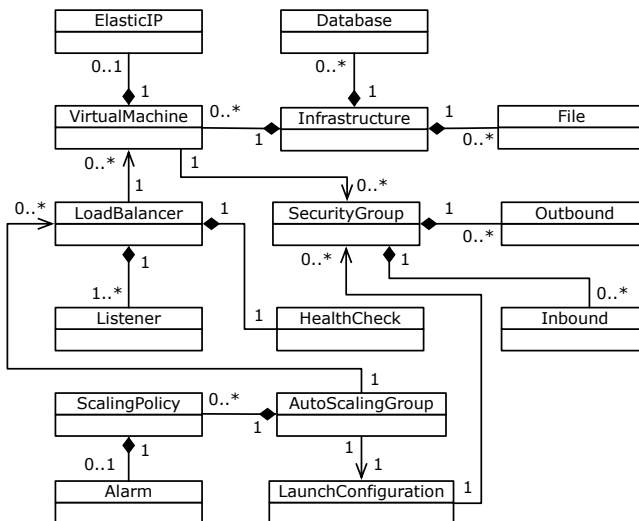 ElasticIP Database
0..1 1 0..* 1
VirtualMachine 0..* 1 Infrastructure 1 0..* File
0..* 1 1 0..*
0..* LoadBalancer 1 SecurityGroup 1 0..* Outbound
1 0..* 1
1..* 0..*
Listener 1 HealthCheck Inbound
1
ScalingPolicy 0..* 1 AutoScalingGroup
1 1
0..1 1
Alarm LaunchConfiguration 1